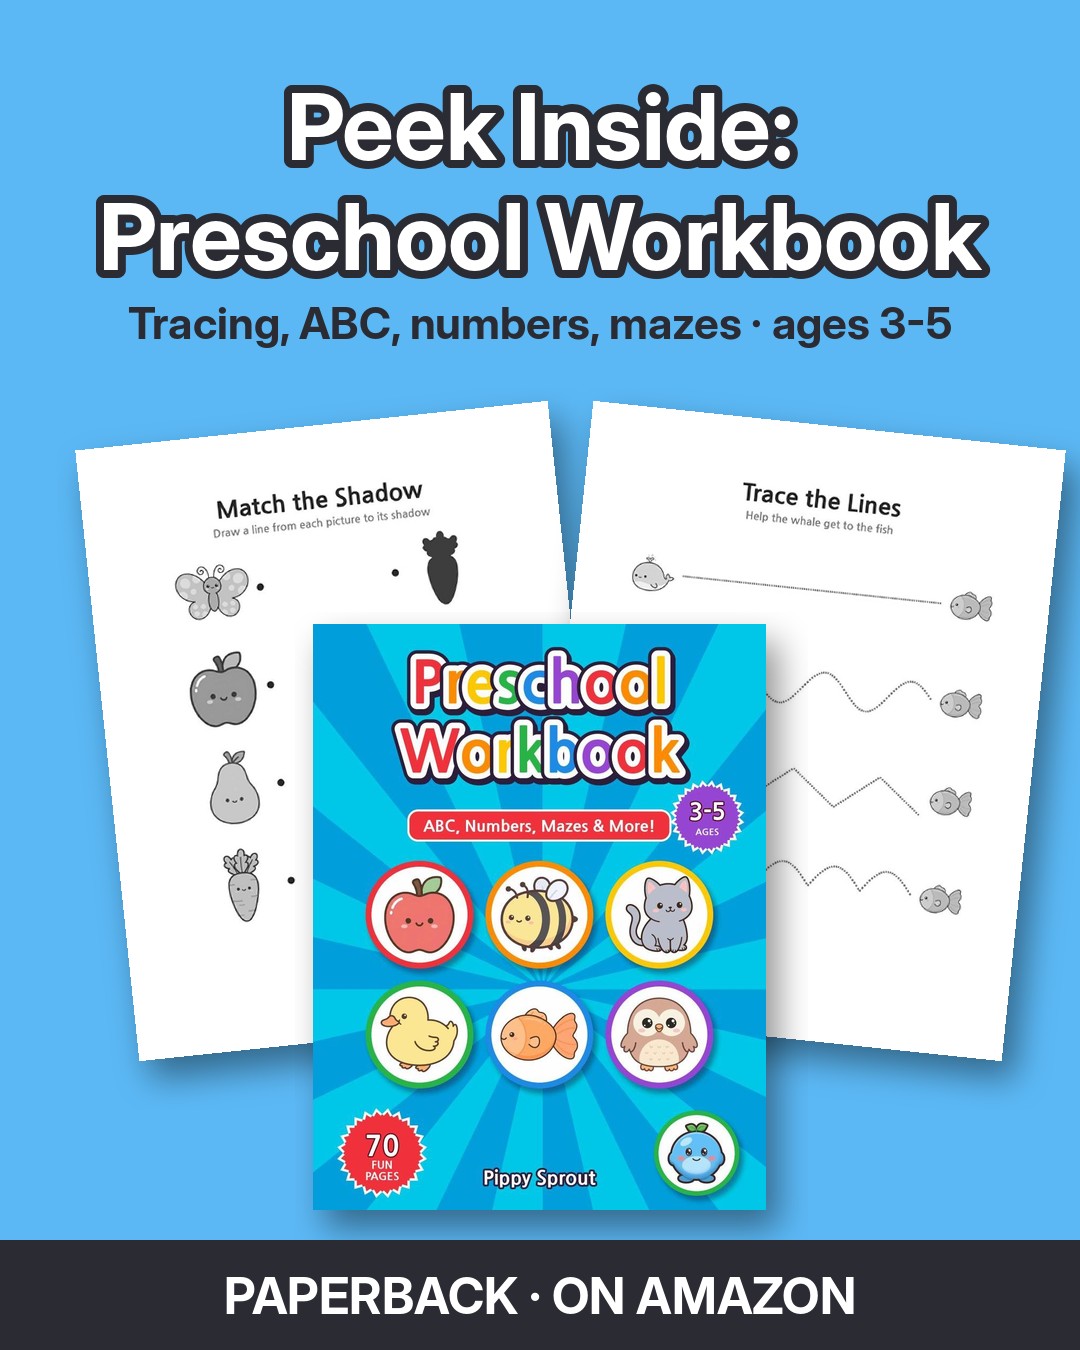 Peek Inside:
Preschool Workbook
Tracing, ABC, numbers, mazes · ages 3-5
Match the Shadow
Draw a line from each picture to its shadow
Trace the Lines
Help the whale get to the fish
Preschool
Workbook
ABC, Numbers, Mazes & More!
3-5
AGES
70
FUN
PAGES
Pippy Sprout
PAPERBACK · ON AMAZON